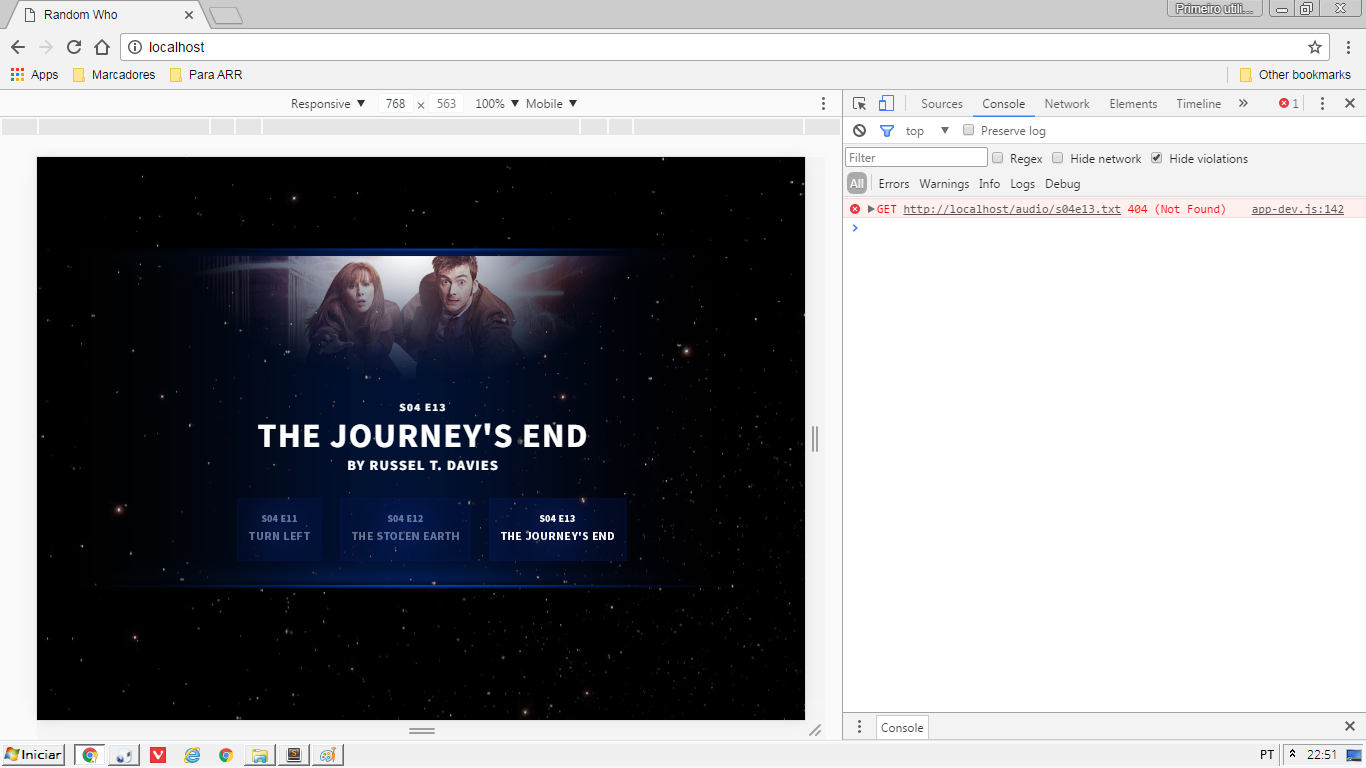 Random Who
Primeiro utili...
localhost
Apps
Marcadores
Para ARR
Other bookmarks
Responsive ▼ 768 × 563 100% ▼ Mobile ▼
Sources Console Network Elements Timeline » 1
top ▼ Preserve log
Filter Regex Hide network Hide violations
All Errors Warnings Info Logs Debug
GET http://localhost/audio/s04e13.txt 404 (Not Found) app-dev.js:142
S04 E13
THE JOURNEY'S END
BY RUSSEL T. DAVIES
S04 E11
TURN LEFT
S04 E12
THE STOLEN EARTH
S04 E13
THE JOURNEY'S END
Console
Iniciar
PT
22:51